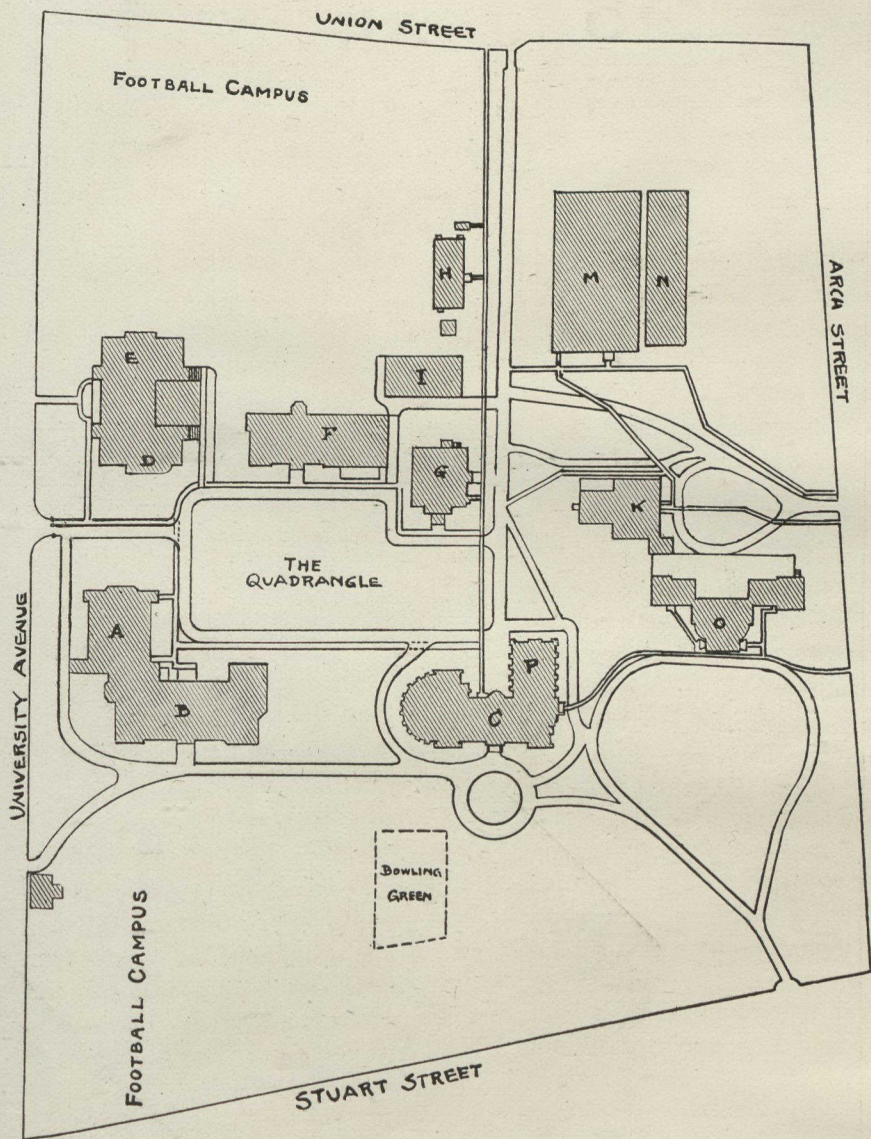 UNION STREET
FOOTBALL CAMPUS
H
M
N
ARCH STREET
E
D
I
F
G
K
THE
QUADRANGLE
UNIVERSITY AVENUE
A
B
O
P
C
BOWLING
GREEN
FOOTBALL CAMPUS
STUART STREET